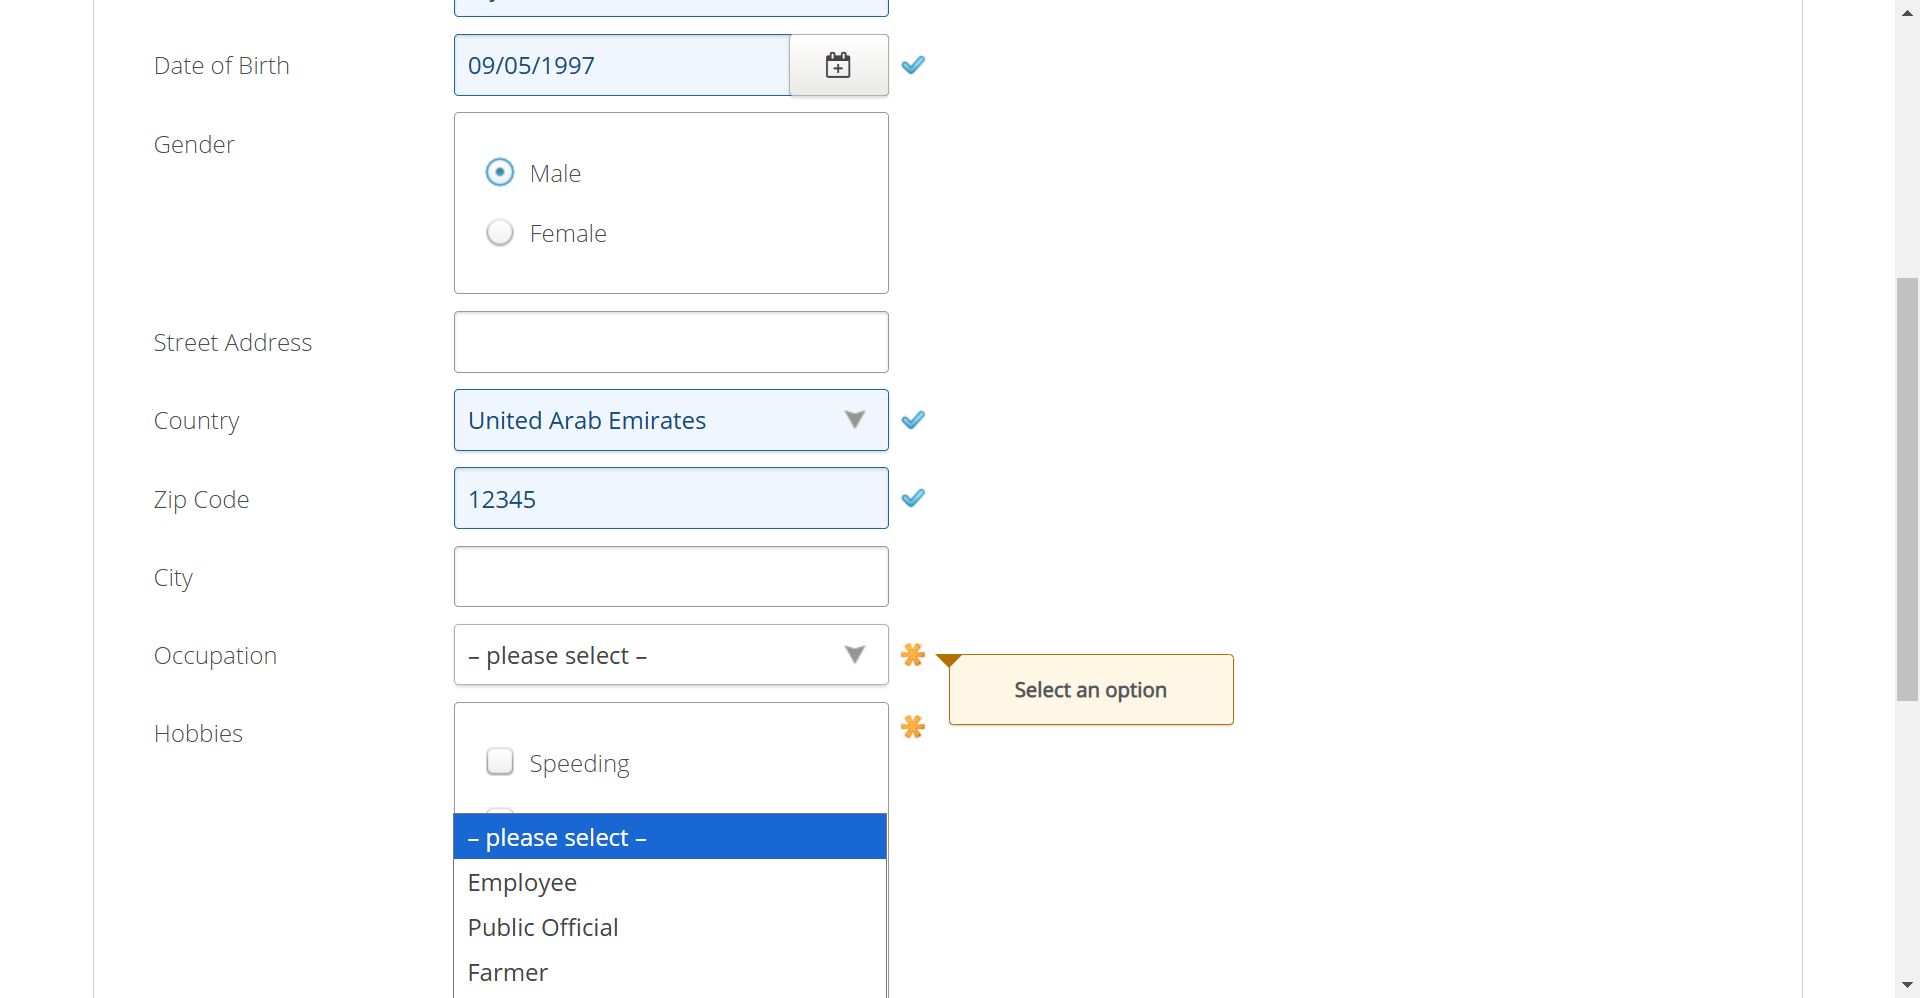 Date of Birth
09/05/1997
Gender
Male
Female
Street Address
Country
United Arab Emirates
Zip Code
12345
City
Occupation
– please select –
Select an option
Hobbies
Speeding
– please select –
Employee
Public Official
Farmer